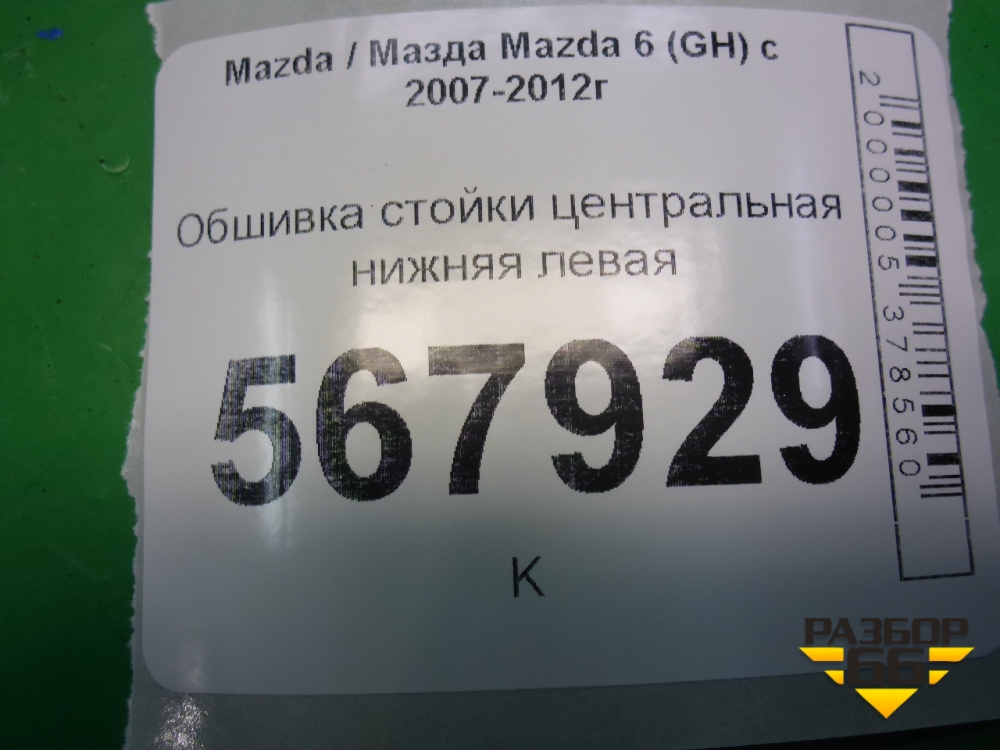 Mazda / Мазда Mazda 6 (GH) с
2007-2012г
Обшивка стойки центральная
нижняя левая
567929
К
2000005378560
РАЗБОР
66